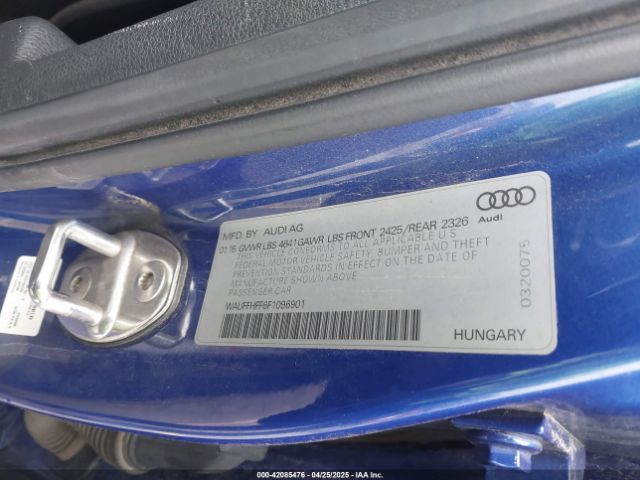 MFD. BY AUDI AG
01 16 GVWR LBS 4641 GAWR LBS FRONT 2425/REAR 2326
THIS VEHICLE CONFORMS TO ALL APPLICABLE U S
FEDERAL MOTOR VEHICLE SAFETY, BUMPER AND THEFT
PREVENTION STANDARDS IN EFFECT ON THE DATE OF
MANUFACTURE SHOWN ABOVE.
PASSENGER CAR
Audi
0320075
HUNGARY
000-42085476 - 04/25/2025 - IAA Inc.